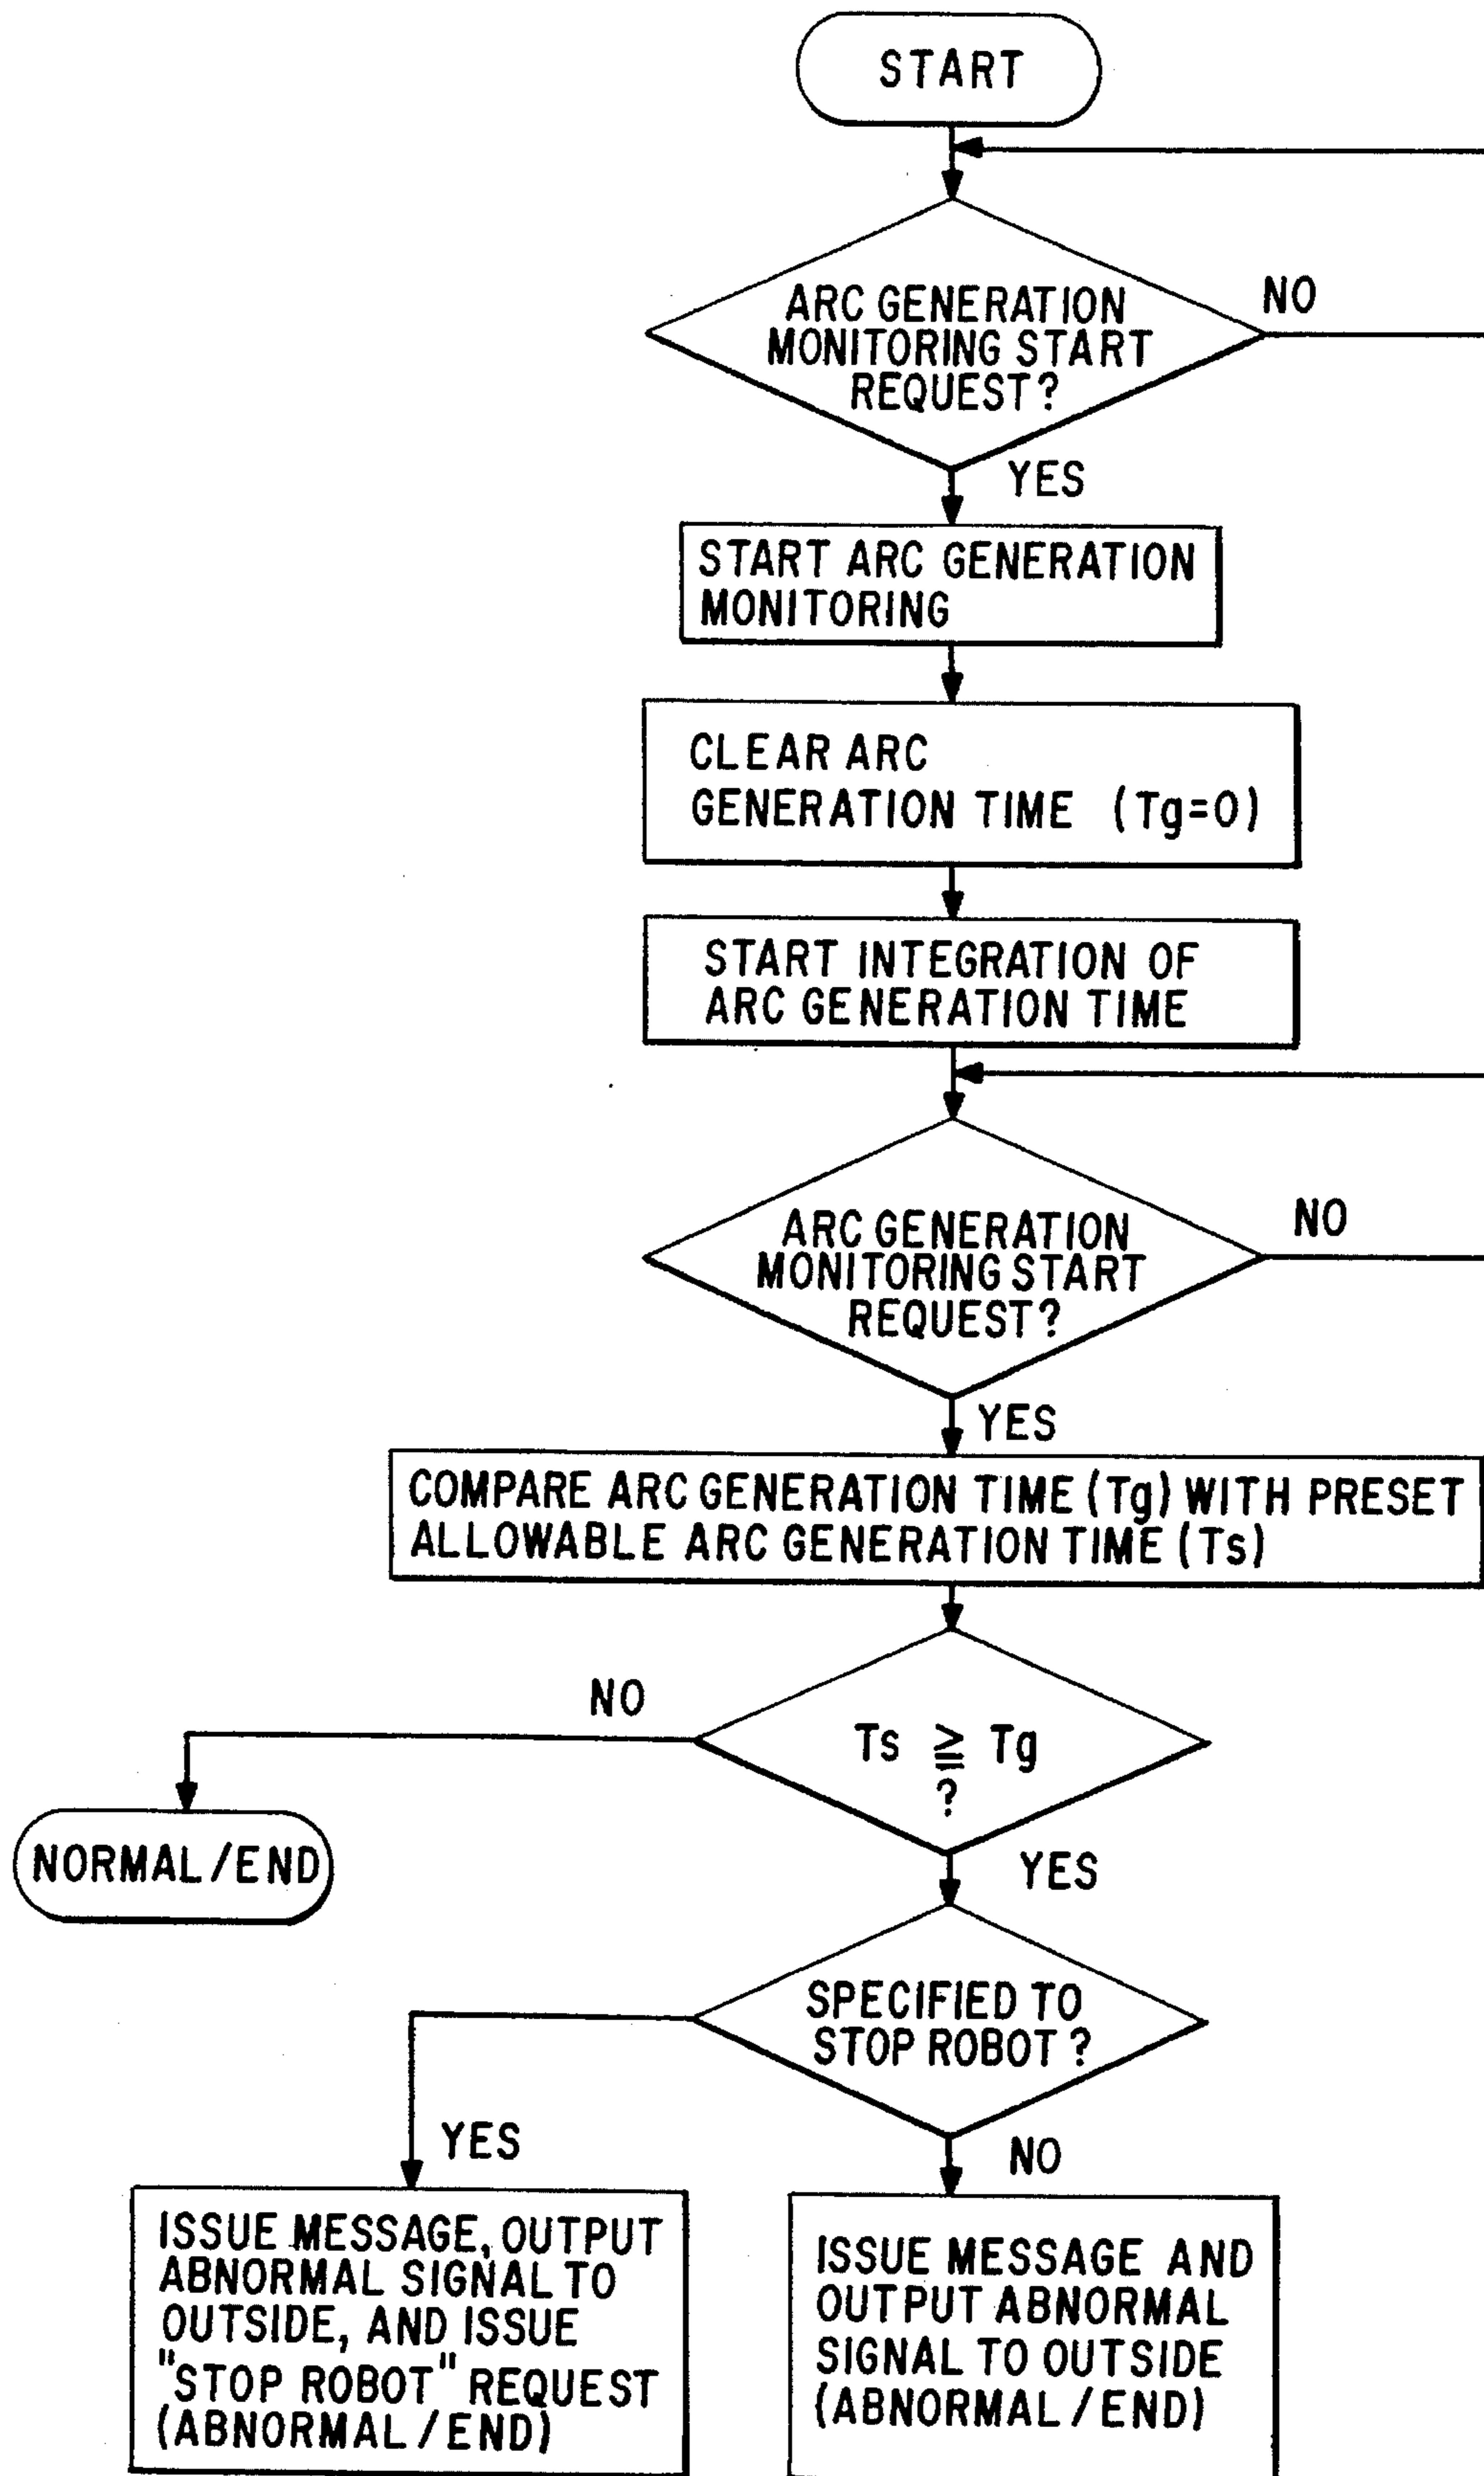 START
ARC GENERATION
MONITORING START
REQUEST?
NO
YES
START ARC GENERATION
MONITORING
CLEAR ARC
GENERATION TIME (Tg=0)
START INTEGRATION OF
ARC GENERATION TIME
ARC GENERATION
MONITORING START
REQUEST?
NO
YES
COMPARE ARC GENERATION TIME (Tg) WITH PRESET
ALLOWABLE ARC GENERATION TIME (Ts)
NO
Ts ≧ Tg
?
NORMAL/END
YES
SPECIFIED TO
STOP ROBOT?
YES
NO
ISSUE MESSAGE, OUTPUT
ABNORMAL SIGNAL TO
OUTSIDE, AND ISSUE
"STOP ROBOT" REQUEST
(ABNORMAL/END)
ISSUE MESSAGE AND
OUTPUT ABNORMAL
SIGNAL TO OUTSIDE
(ABNORMAL/END)